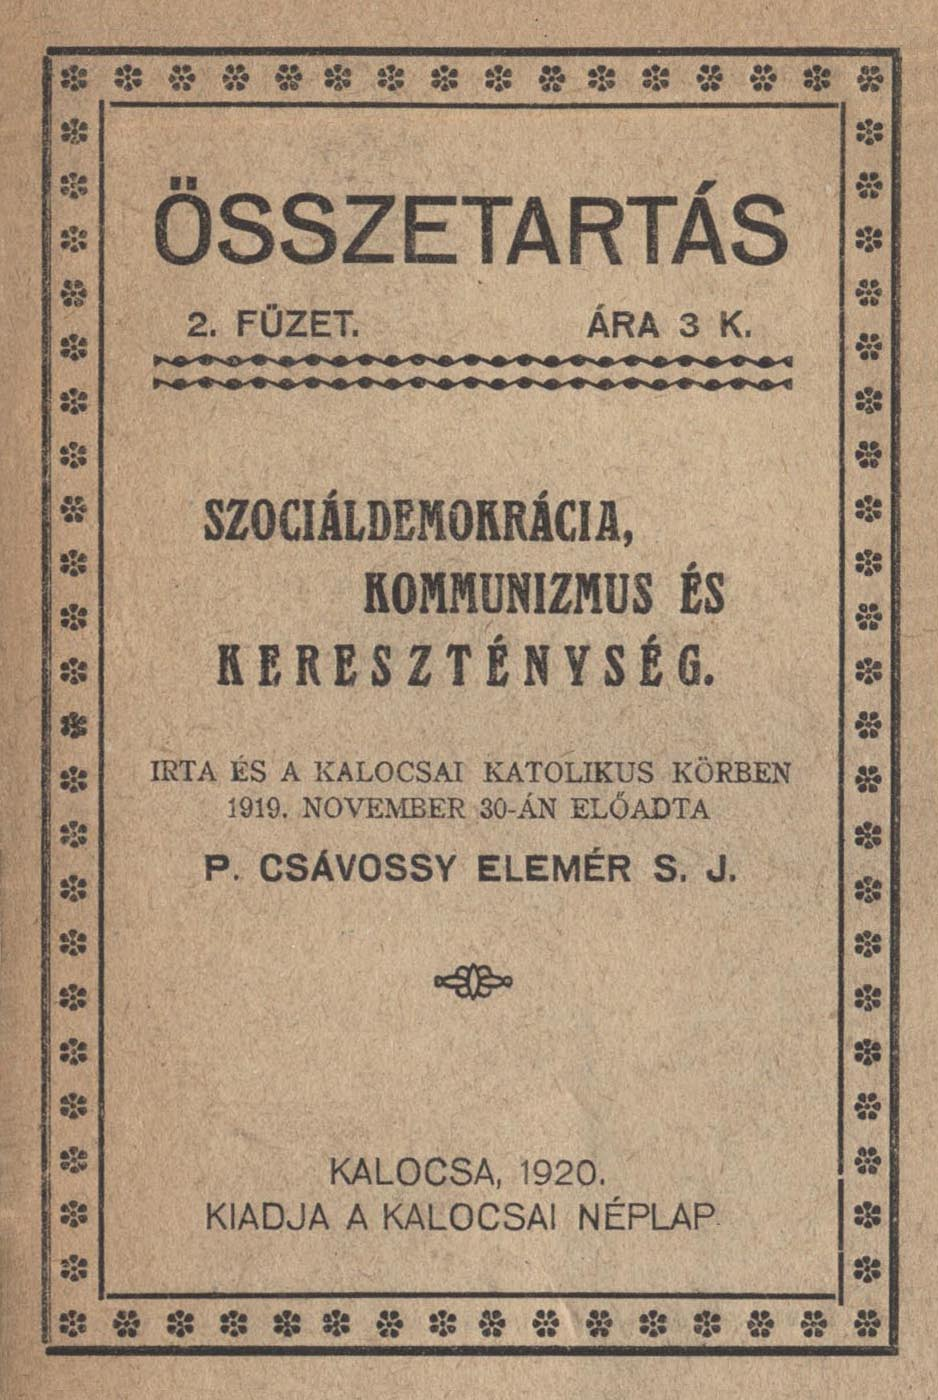 ÖSSZETARTÁS
2. FÜZET. ÁRA 3 K.
SZOCIÁLDEMOKRÁCIA,
KOMMUNIZMUS ÉS
KERESZTÉNYSÉG.
IRTA ÉS A KALOCSAI KATOLIKUS KÖRBEN
1919. NOVEMBER 30-ÁN ELŐADTA
P. CSÁVOSSY ELEMÉR S. J.
KALOCSA, 1920.
KIADJA A KALOCSAI NÉPLAP